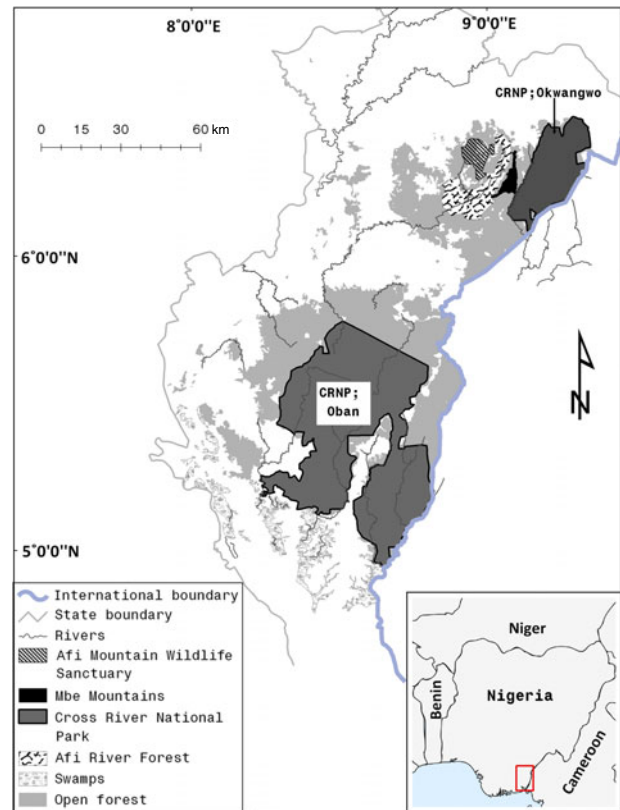 8°0'0''E
9°0'0''E
CRNP;Okwangwo
0 15 30 60 km
6°0'0''N
CRNP;
Oban
N
5°0'0''N
International boundary
State boundary
Rivers
Afi Mountain Wildlife
Sanctuary
Mbe Mountains
Cross River National
Park
Afi River Forest
Swamps
Open forest
Niger
Benin
Nigeria
Cameroon